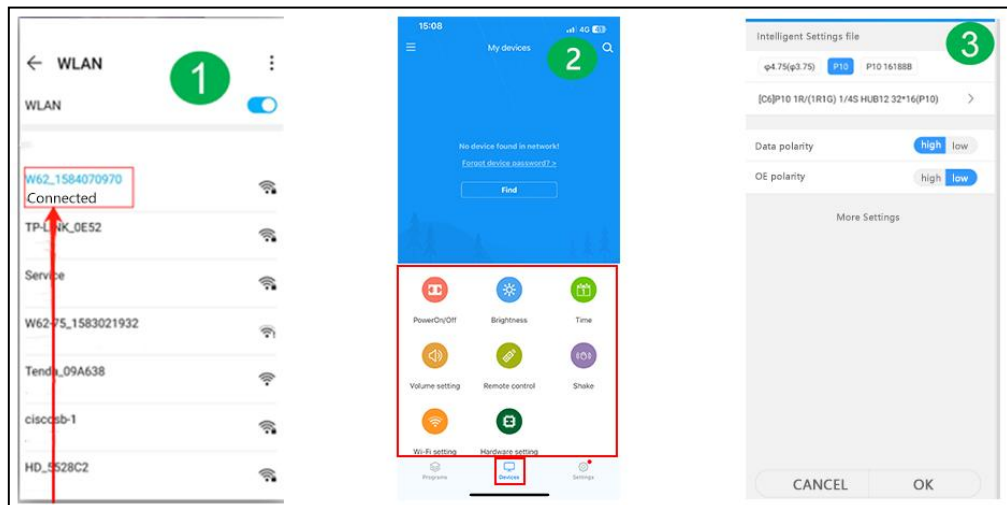 WLAN
1
WLAN
W62_1584070970
Connected
TP-LINK_0E52
Service
W62-75_1583021932
Tenda_09A638
ciscosb-1
HD_5528C2
15:08
4G
My devices
2
No device found in network!
Forgot device password? >
Find
PowerOn/Off
Brightness
Time
Volume setting
Remote control
Shake
Wi-Fi setting
Hardware setting
Programs
Devices
Settings
Intelligent Settings file
3
φ4.75(φ3.75) P10 P10 16188B
[C6]P10 1R/(1R1G) 1/4S HUB12 32*16(P10) >
Data polarity high low
OE polarity high low
More Settings
CANCEL OK